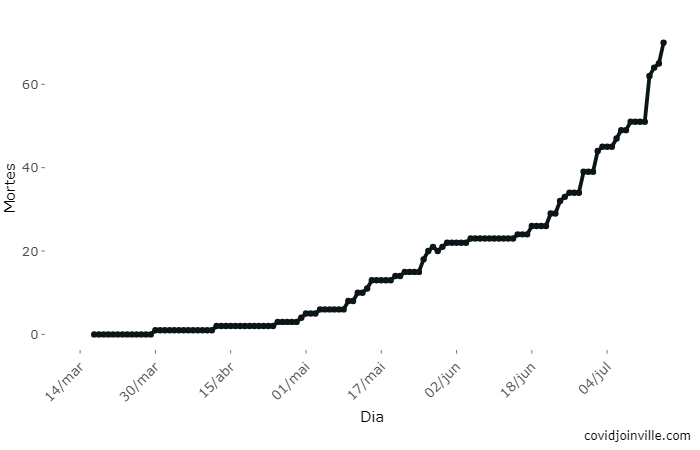 60
40
20
0
Mortes
14/mar
30/mar
15/abr
01/mai
17/mai
02/jun
18/jun
04/jul
Dia
covidjoinville.com